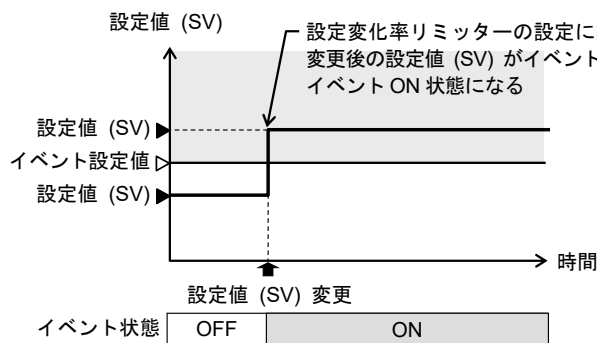 設定値 (SV)
設定変化率リミッターの設定に
変更後の設定値 (SV) がイベント
イベント ON 状態になる
設定値 (SV)
イベント設定値
設定値 (SV)
時間
設定値 (SV) 変更
イベント状態 OFF ON